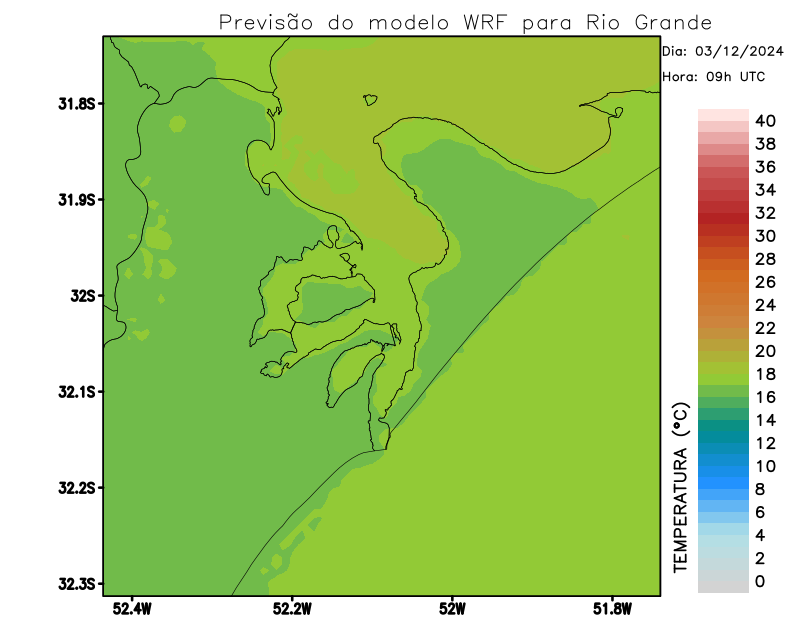 Previsão do modelo WRF para Rio Grande
Dia: 03/12/2024
Hora: 09h UTC
31.8S
31.9S
32S
32.1S
32.2S
32.3S
52.4W
52.2W
52W
51.8W
TEMPERATURA (°C)
40
38
36
34
32
30
28
26
24
22
20
18
16
14
12
10
8
6
4
2
0